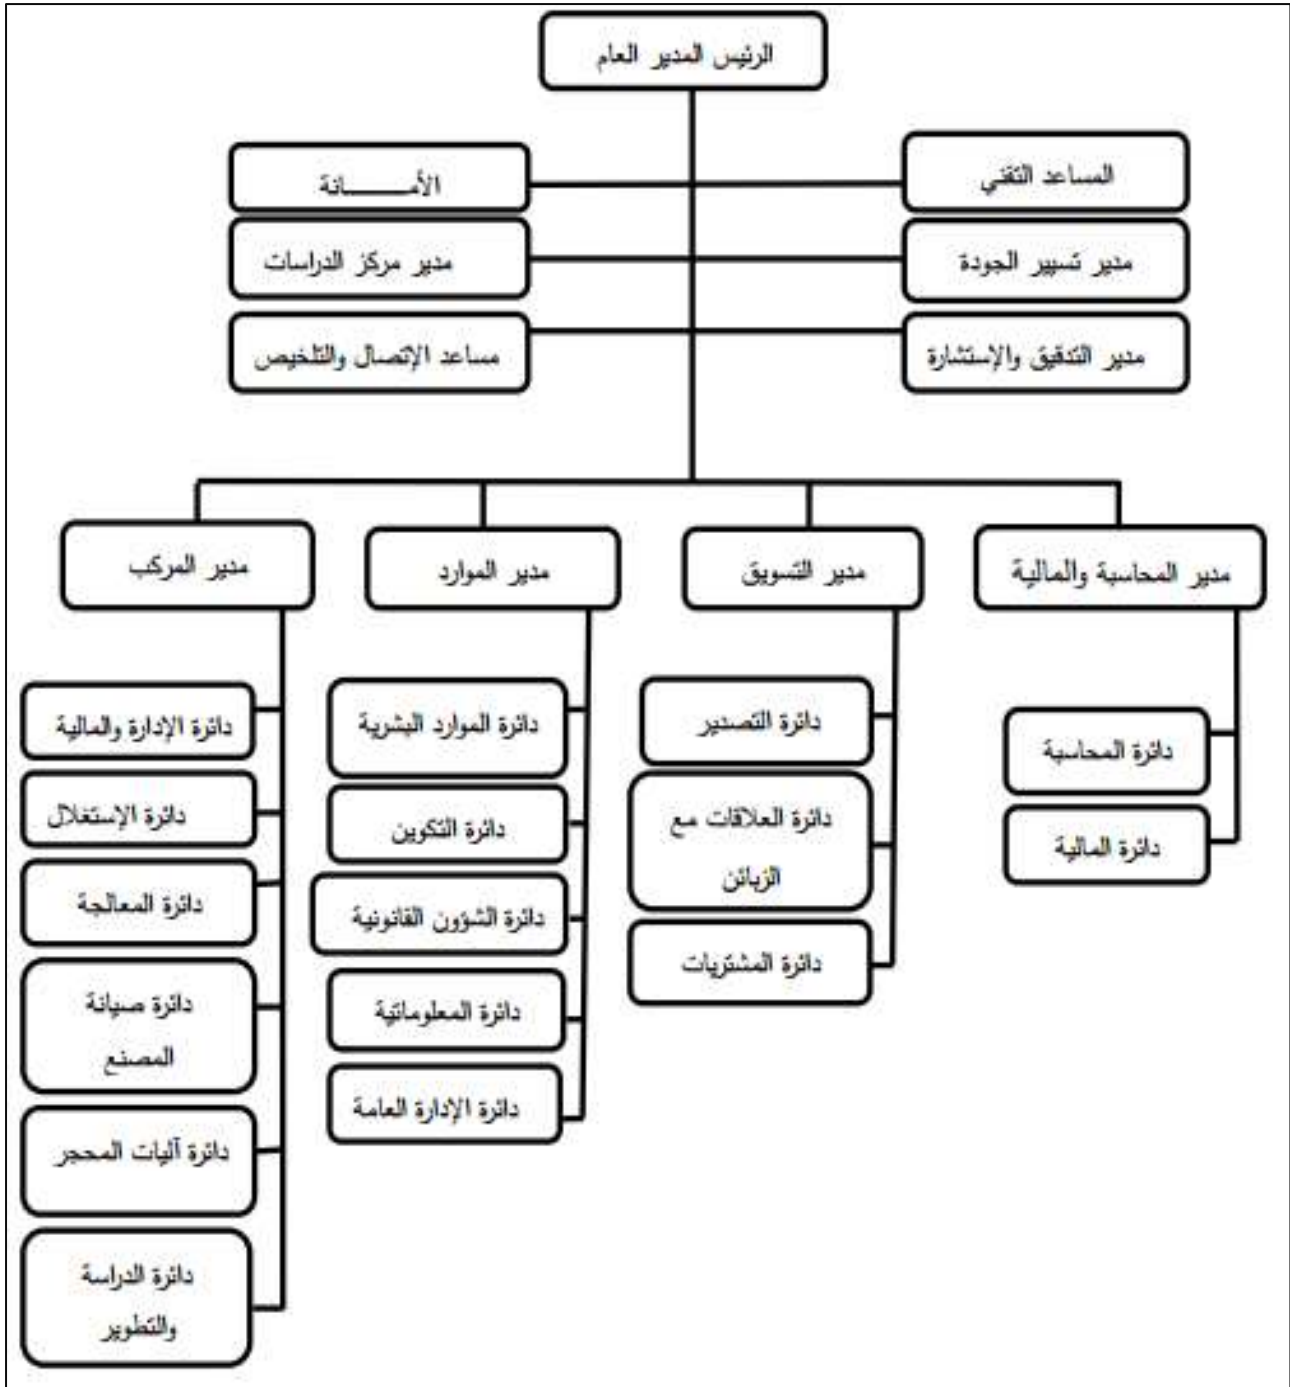 الرئيس المدير العام
المساعد التقني
الأمـــــــانة
مدير تسيير الجودة
مدير مركز الدراسات
مدير التدقيق والإستشارة
مساعد الإتصال والتلخيص
مدير المحاسبة والمالية
مدير التسويق
مدير الموارد
مدير المركب
دائرة المحاسبة
دائرة المالية
دائرة التصدير
دائرة العلاقات مع
الزبائن
دائرة المشتريات
دائرة الموارد البشرية
دائرة التكوين
دائرة الشؤون القانونية
دائرة المعلوماتية
دائرة الإدارة العامة
دائرة الإدارة والمالية
دائرة الإستغلال
دائرة المعالجة
دائرة صيانة
المصنع
دائرة آليات المحجر
دائرة الدراسة
والتطوير